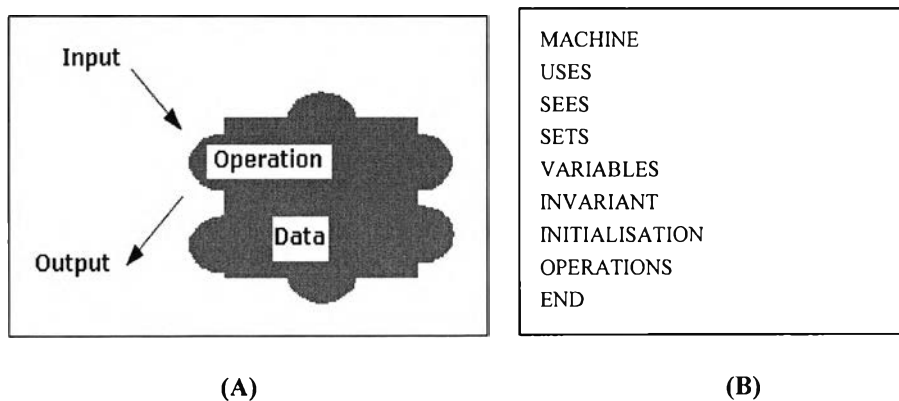 Input
Operation
Data
Output
MACHINE
USES
SEES
SETS
VARIABLES
INVARIANT
INITIALISATION
OPERATIONS
END
(A)
(B)